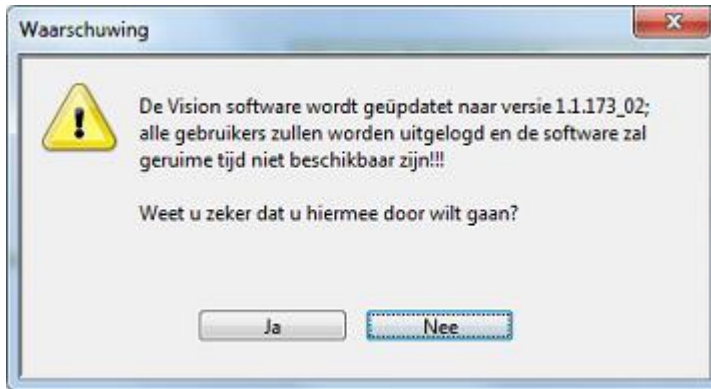 Waarschuwing
De Vision software wordt geüpdatet naar versie 1.1.173_02;
alle gebruikers zullen worden uitgelogd en de software zal
geruime tijd niet beschikbaar zijn!!!
Weet u zeker dat u hiermee door wilt gaan?
Ja Nee